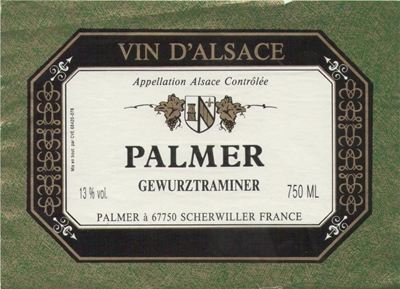 VIN D'ALSACE
Appellation Alsace Contrôlée
PALMER
GEWURZTRAMINER
13 % vol.
750 ML
PALMER à 67750 SCHERWILLER FRANCE